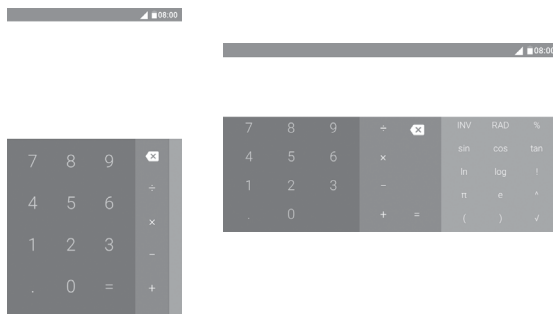 08:00
7 8 9
÷
4 5 6
×
1 2 3
−
. 0 =
+
08:00
7 8 9 ÷ INV RAD %
4 5 6 × sin cos tan
ln log !
1 2 3 − π e ^
. 0 + = ( ) √